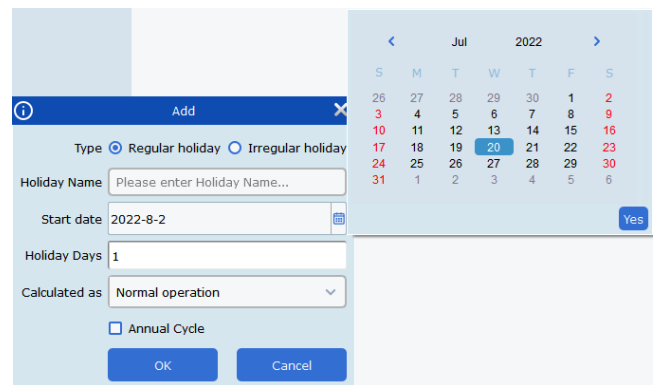 Add
Type Regular holiday Irregular holiday
Holiday Name Please enter Holiday Name...
Start date 2022-8-2
Holiday Days 1
Calculated as Normal operation
Annual Cycle
OK Cancel
Jul 2022
S M T W T F S
26 27 28 29 30 1 2
3 4 5 6 7 8 9
10 11 12 13 14 15 16
17 18 19 20 21 22 23
24 25 26 27 28 29 30
31 1 2 3 4 5 6
Yes